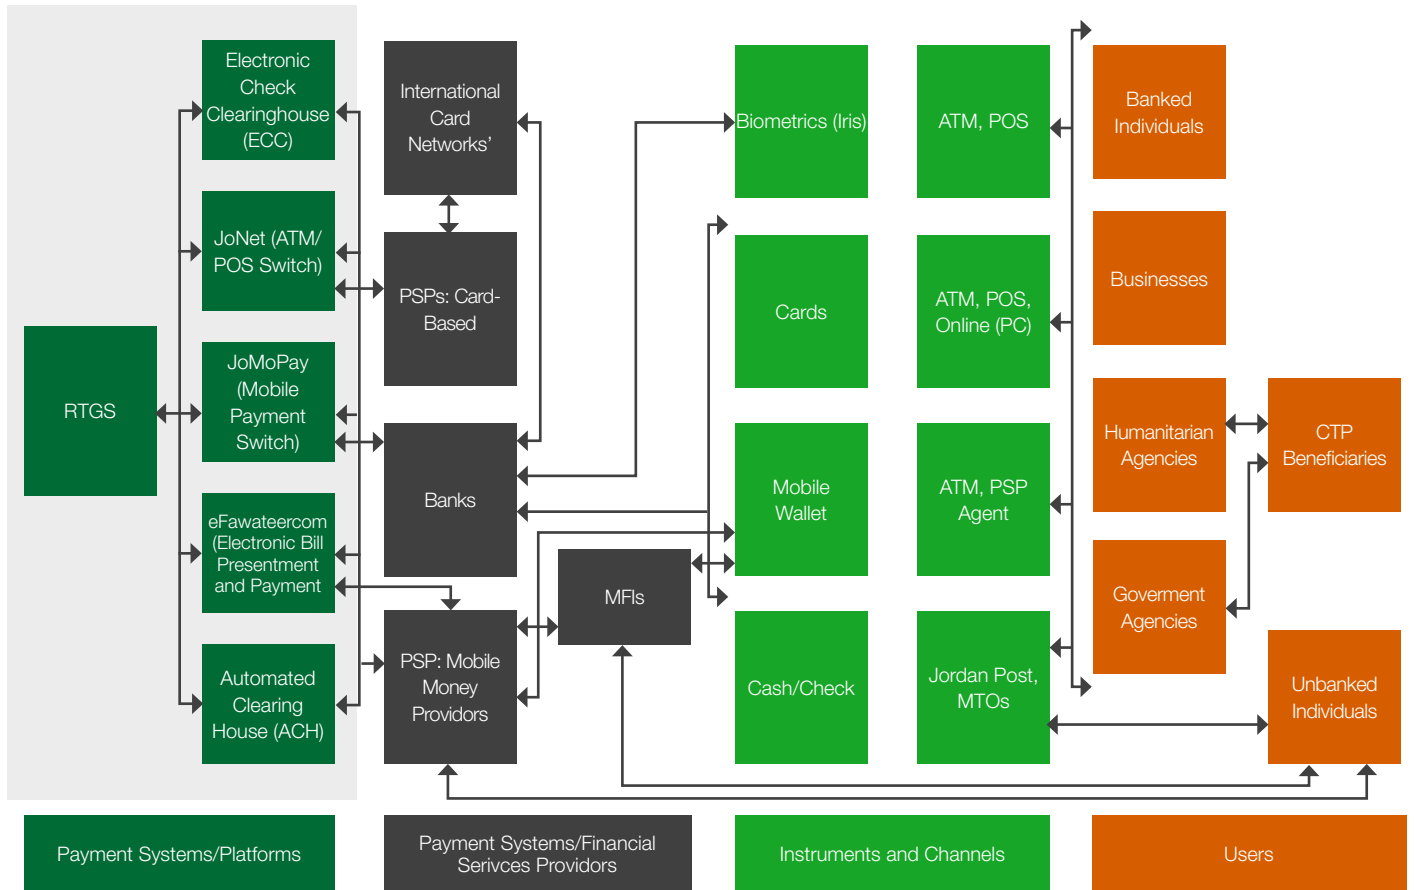 Electronic
Check
Clearinghouse
(ECC)
JoNet (ATM/
POS Switch)
RTGS
JoMoPay
(Mobile
Payment
Switch)
eFawateercom
(Electronic Bill
Presentment
and Payment
Automated
Clearing
House (ACH)
International
Card
Networks’
PSPs: Card-
Based
Banks
PSP: Mobile
Money
Providors
MFIs
Biometrics (Iris)
Cards
Mobile
Wallet
Cash/Check
ATM, POS
ATM, POS,
Online (PC)
ATM, PSP
Agent
Jordan Post,
MTOs
Banked
Individuals
Businesses
Humanitarian
Agencies
Goverment
Agencies
CTP
Beneficiaries
Unbanked
Individuals
Payment Systems/Platforms
Payment Systems/Financial
Serivces Providors
Instruments and Channels
Users